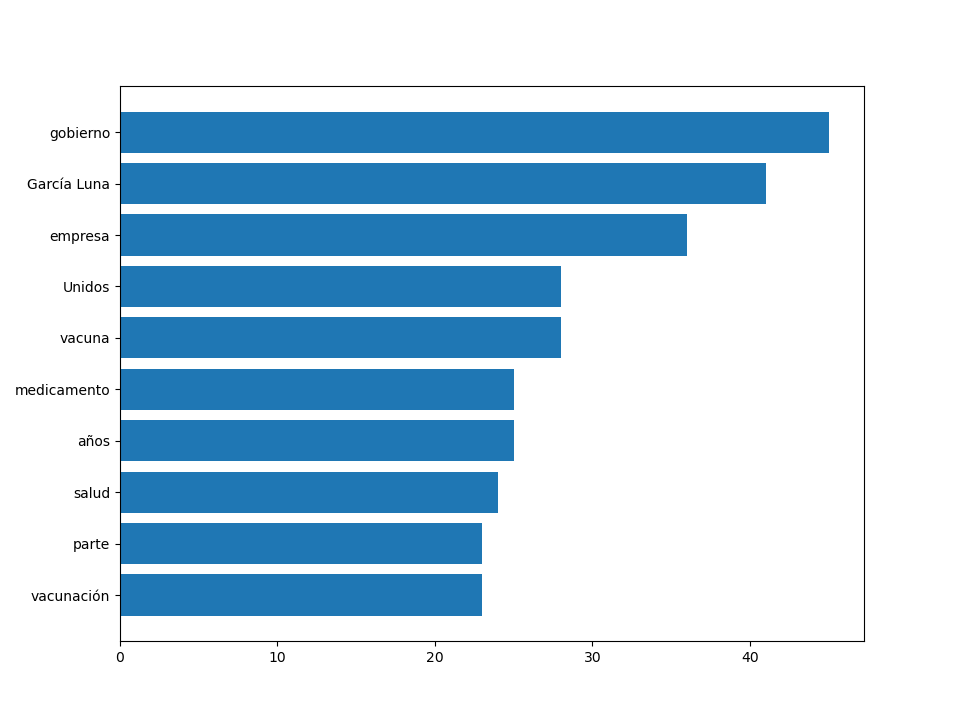 gobierno
García Luna
empresa
Unidos
vacuna
medicamento
años
salud
parte
vacunación
0 10 20 30 40